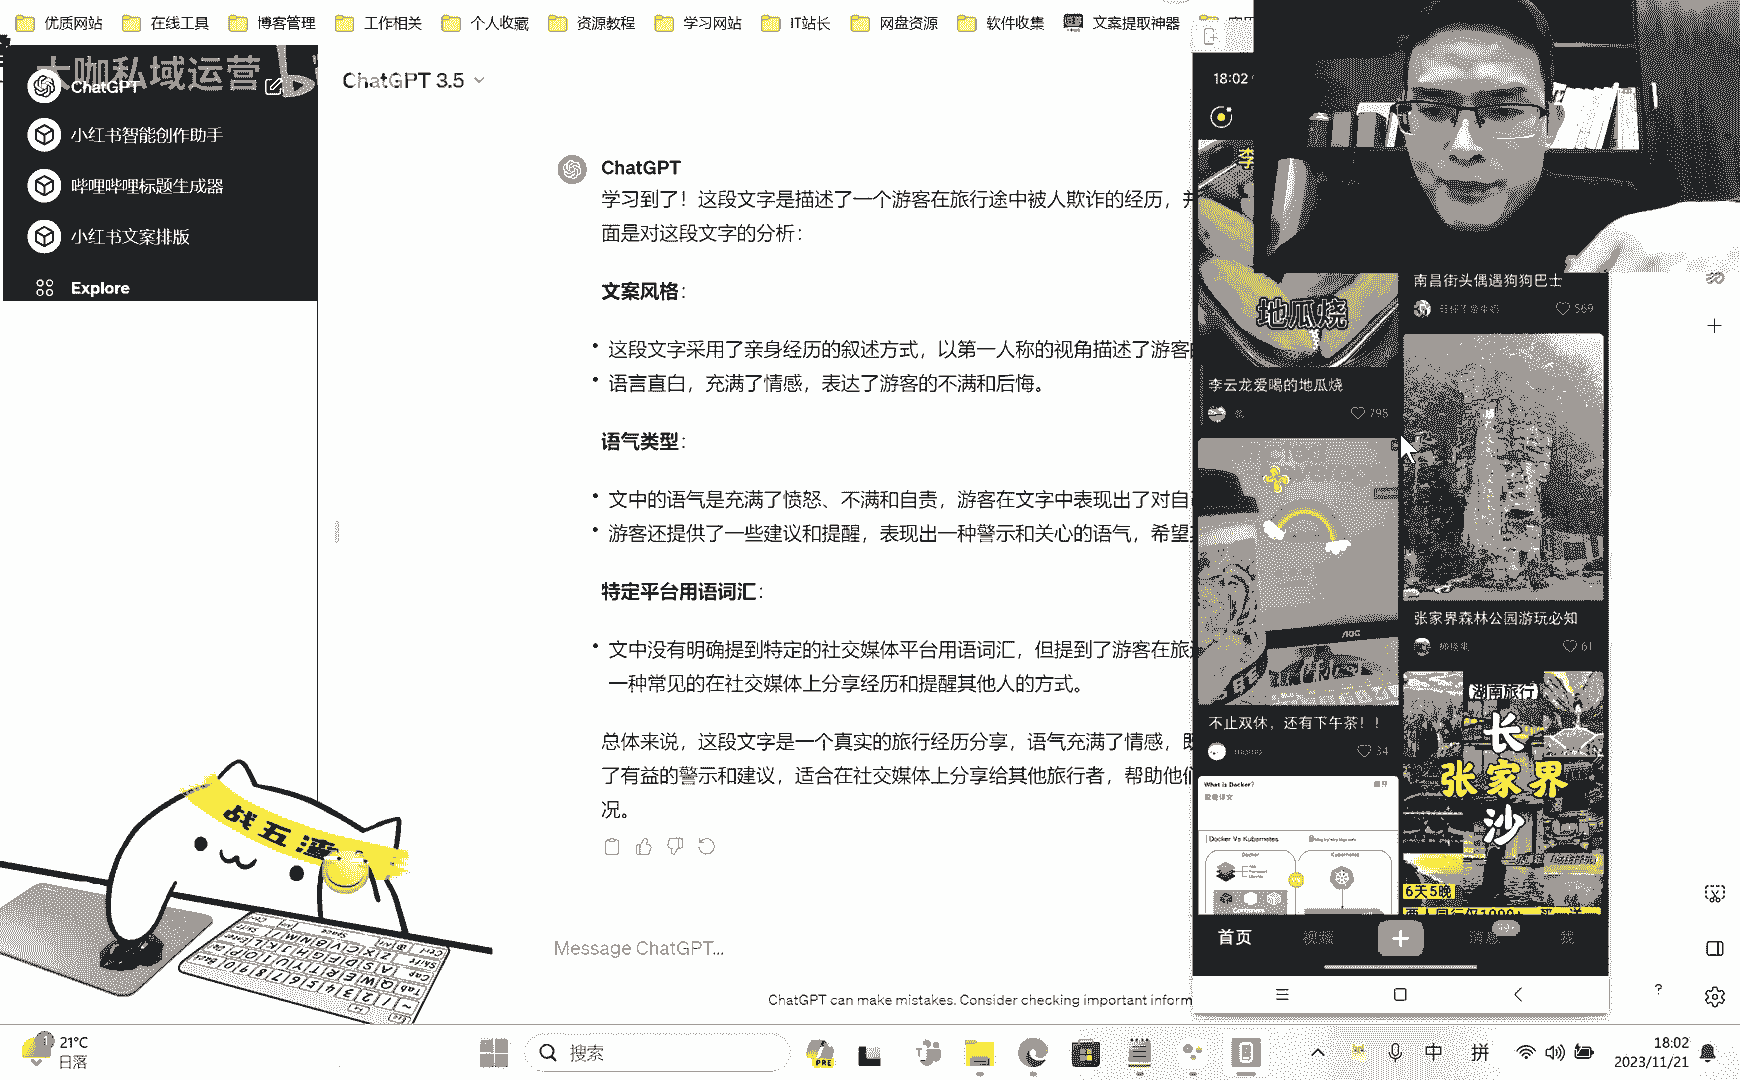 优质网站 在线工具 博客管理 工作相关 个人收藏 资源教程 学习网站 IT站长 网盘资源 软件收集 文案提取神器
大咖私域运营
ChatGPT
小红书智能创作助手
哔哩哔哩标题生成器
小红书文案排版
Explore
ChatGPT 3.5
ChatGPT
学习到了！这段文字是描述了一个游客在旅行途中被人欺诈的经历，并
面是对这段文字的分析：
文案风格：
• 这段文字采用了亲身经历的叙述方式，以第一人称的视角描述了游客
• 语言直白，充满了情感，表达了游客的不满和后悔。
语气类型：
• 文中的语气是充满了愤怒、不满和自责，游客在文字中表现出了对自
• 游客还提供了一些建议和提醒，表现出一种警示和关心的语气，希望
特定平台用语词汇：
• 文中没有明确提到特定的社交媒体平台用语词汇，但提到了游客在旅
一种常见的在社交媒体上分享经历和提醒其他人的方式。
总体来说，这段文字是一个真实的旅行经历分享，语气充满了情感，既
了有益的警示和建议，适合在社交媒体上分享给其他旅行者，帮助他们
况。
Message ChatGPT...
ChatGPT can make mistakes. Consider checking important inform
18:02
李
地瓜烧
李云龙爱喝的地瓜烧
795
不止双休，还有下午茶！！
34
What is Docker?
Docker Vs Kubernetes
Docker
Kubernetes
南昌街头偶遇狗狗巴士
569
AOC
张家界森林公园游玩必知
61
湖南旅行
长
张家界
沙
6天5晚
首页 视频 消息 99+ 我
战五渣
21°C
日落
搜索
PRE
中 拼
18:02
2023/11/21